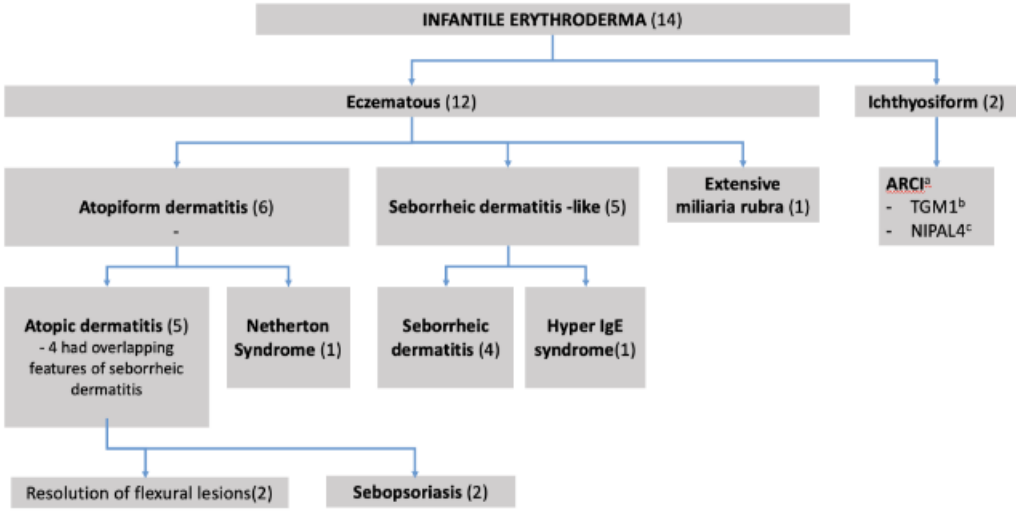 INFANTILE ERYTHRODERMA (14)
Eczematous (12)
Ichthyosiform (2)
Atopiform dermatitis (6)
-
Seborrheic dermatitis -like (5)
Extensive
miliaria rubra (1)
ARCIᵃ
- TGM1ᵇ
- NIPAL4ᶜ
Atopic dermatitis (5)
- 4 had overlapping
features of seborrheic
dermatitis
Netherton
Syndrome (1)
Seborrheic
dermatitis (4)
Hyper IgE
syndrome(1)
Resolution of flexural lesions(2)
Sebopsoriasis (2)